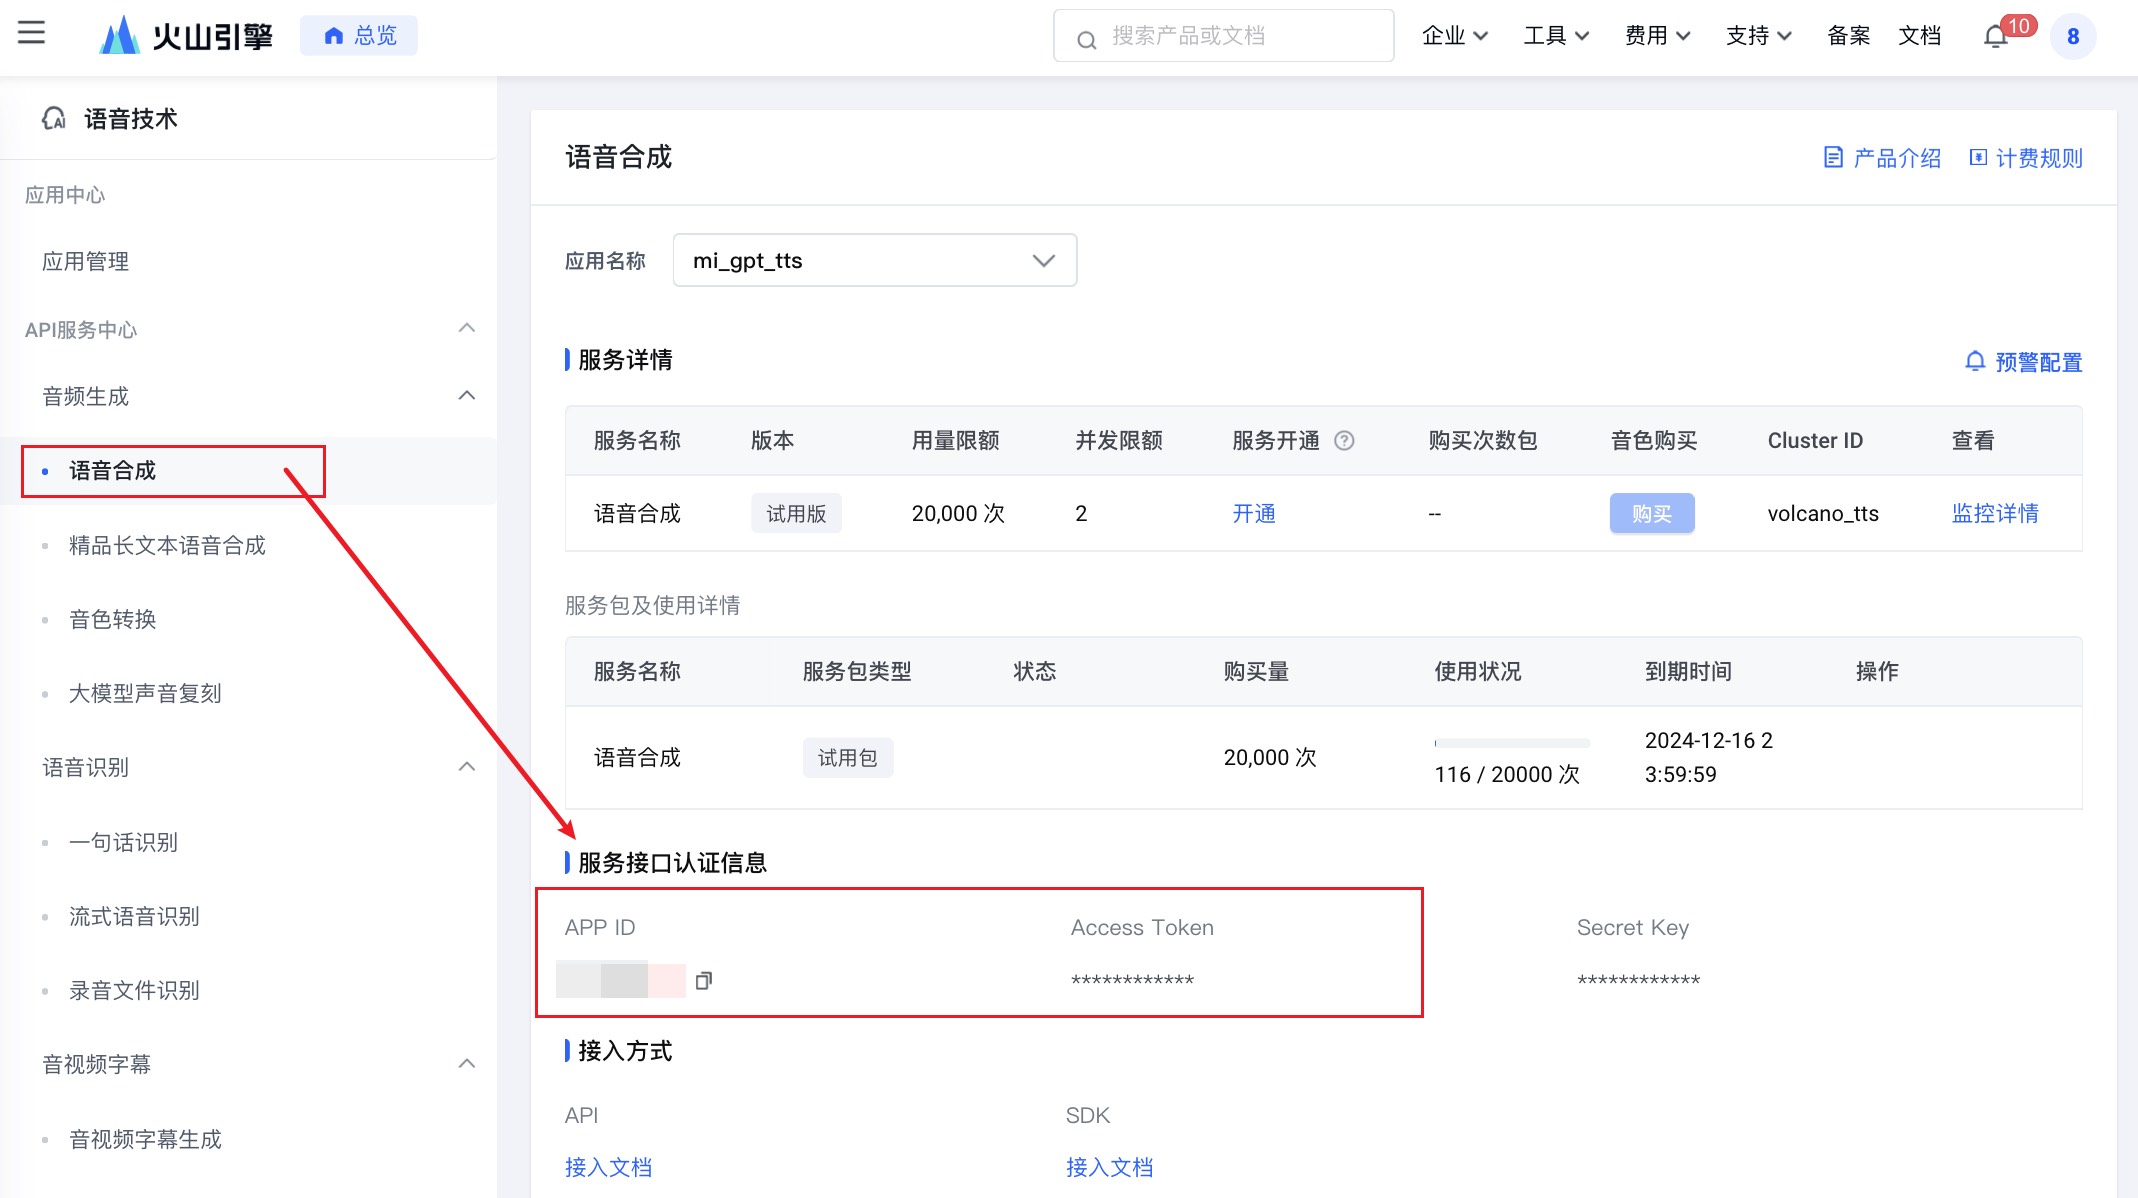 火山引擎
总览
搜索产品或文档
企业
工具
费用
支持
备案
文档
10
8
语音技术
应用中心
应用管理
API服务中心
音频生成
语音合成
精品长文本语音合成
音色转换
大模型声音复刻
语音识别
一句话识别
流式语音识别
录音文件识别
音视频字幕
音视频字幕生成
语音合成
产品介绍
计费规则
应用名称 mi_gpt_tts
服务详情
预警配置
服务名称 版本 用量限额 并发限额 服务开通 购买次数包 音色购买 Cluster ID 查看
语音合成 试用版 20,000 次 2 开通 -- 购买 volcano_tts 监控详情
服务包及使用详情
服务名称 服务包类型 状态 购买量 使用状况 到期时间 操作
语音合成 试用包 20,000 次 116 / 20000 次 2024-12-16 2
3:59:59
服务接口认证信息
APP ID Access Token Secret Key
************ ************
接入方式
API SDK
接入文档 接入文档